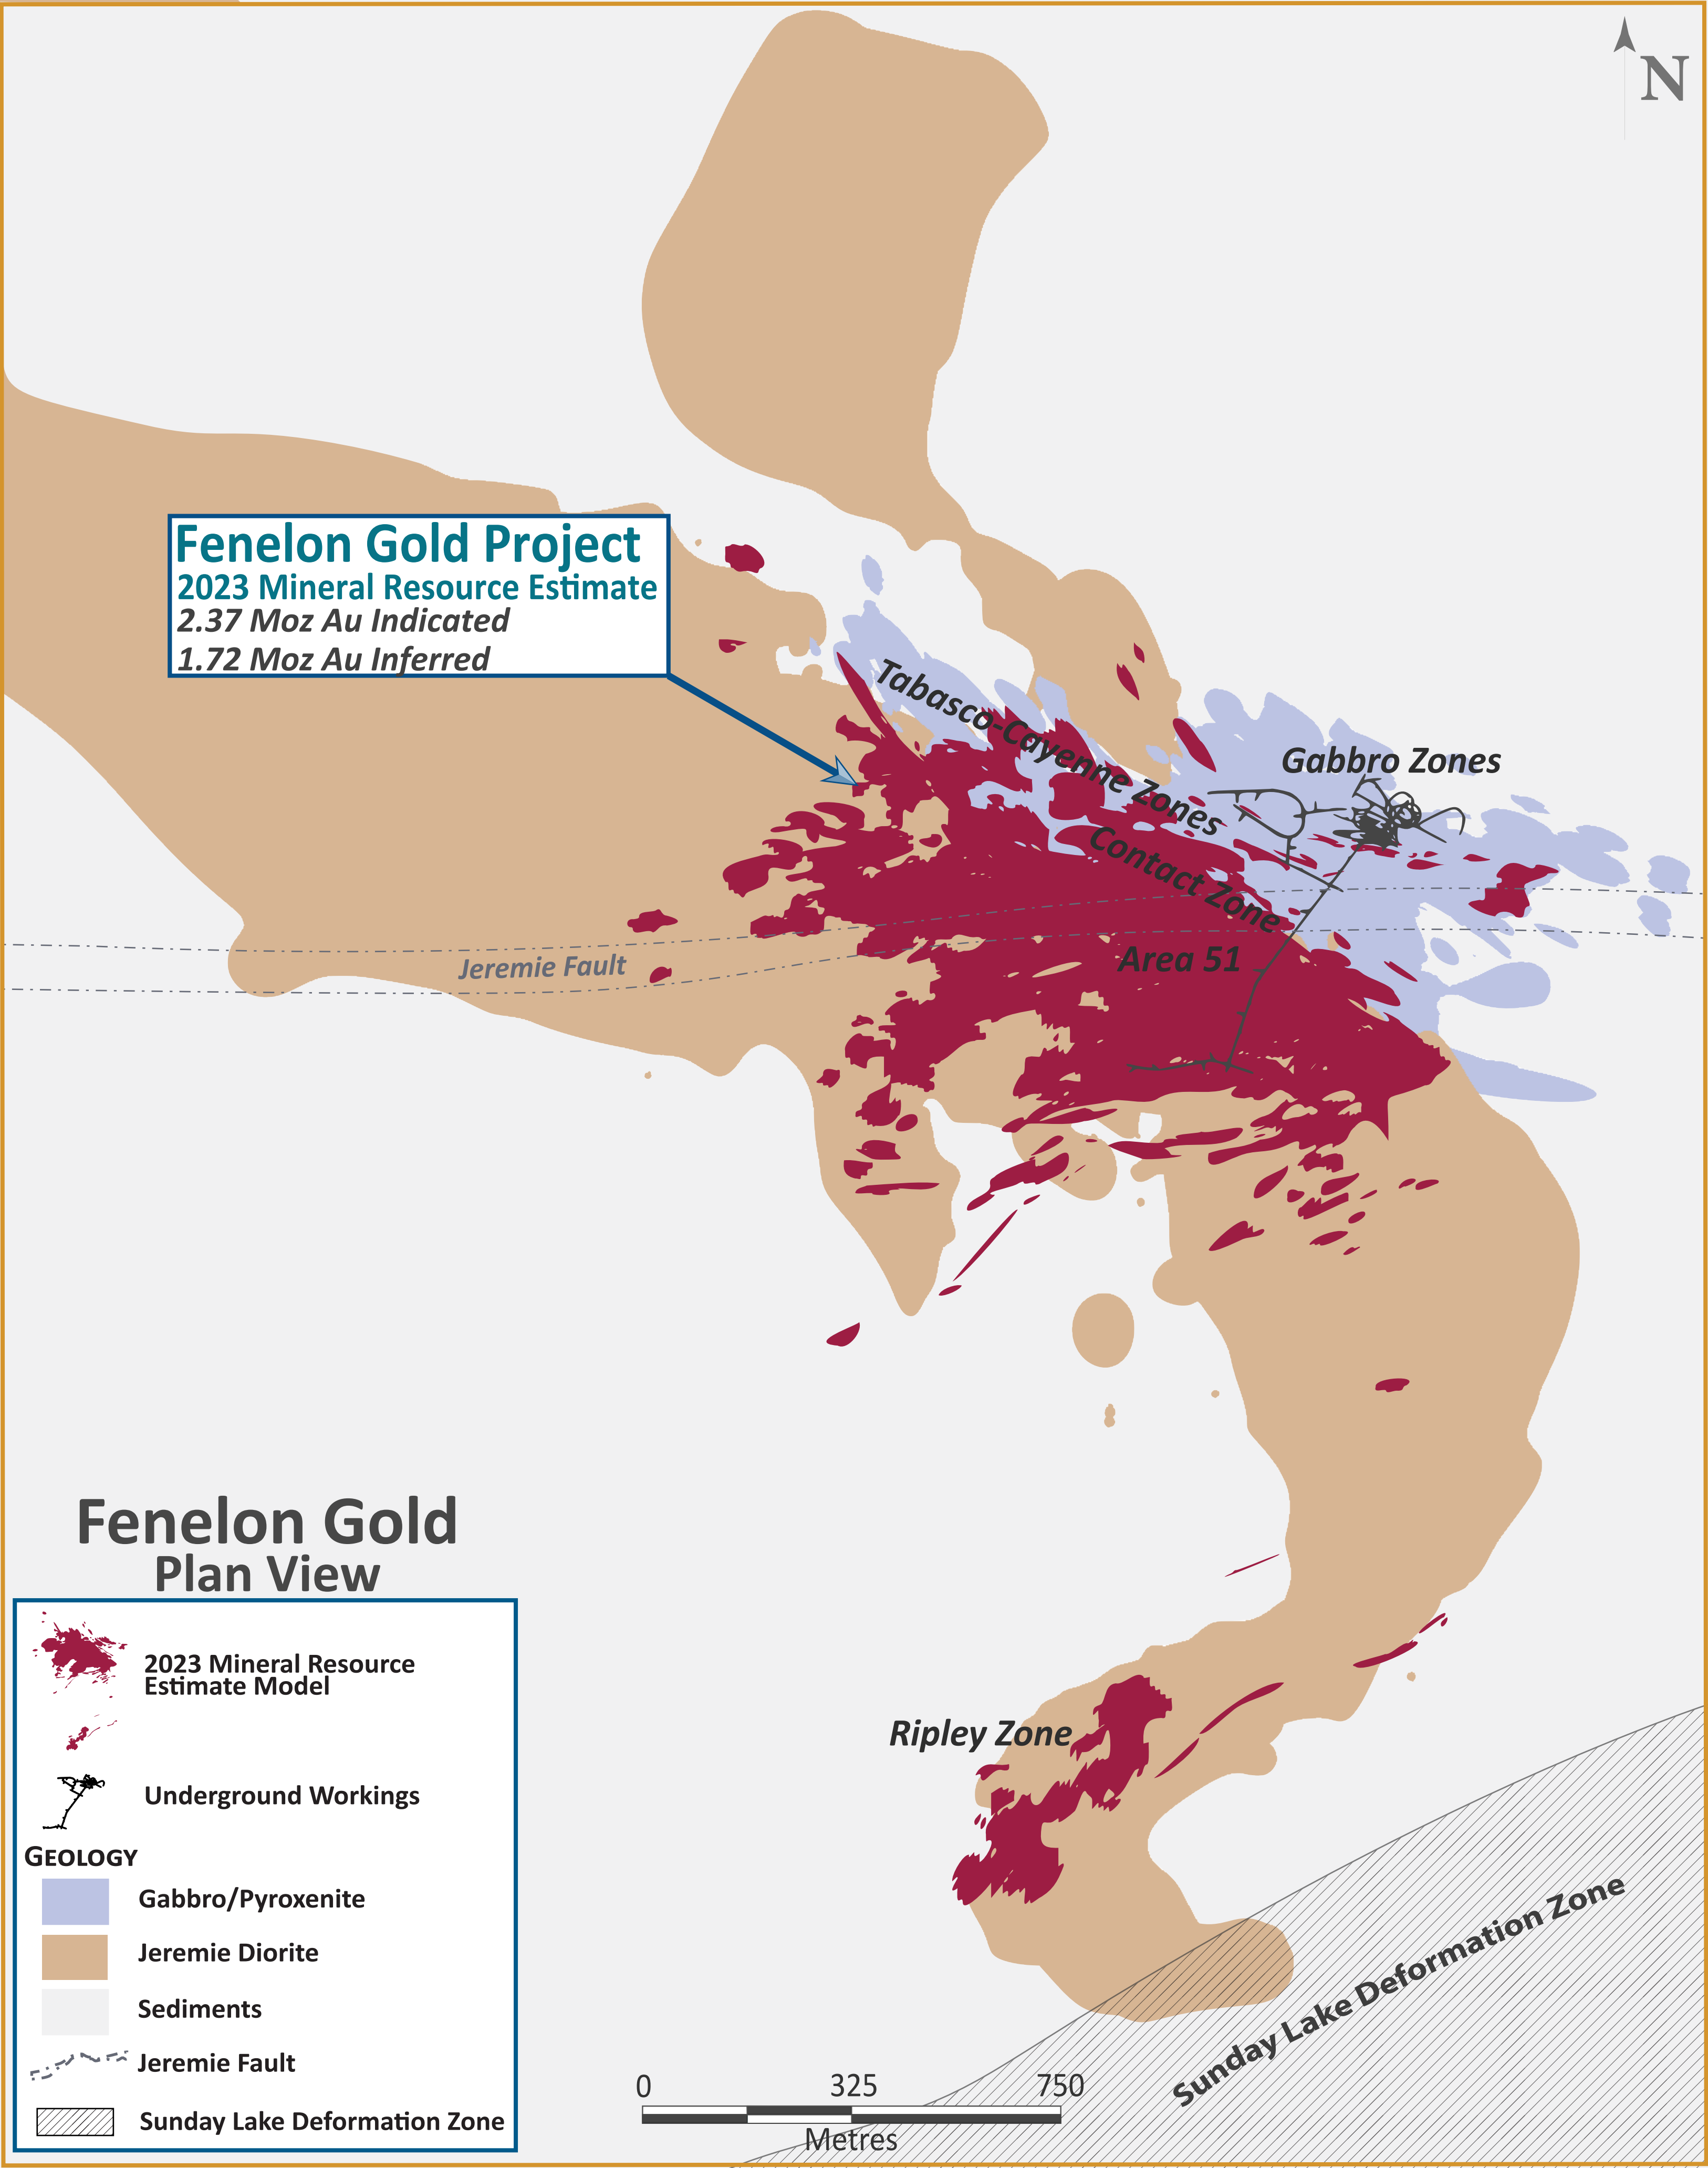 N
Fenelon Gold Project
2023 Mineral Resource Estimate
2.37 Moz Au Indicated
1.72 Moz Au Inferred
Tabasco-Cayenne Zones
Gabbro Zones
Contact Zone
Area 51
Jeremie Fault
Fenelon Gold
Plan View
2023 Mineral Resource
Estimate Model
Underground Workings
GEOLOGY
Gabbro/Pyroxenite
Jeremie Diorite
Sediments
Jeremie Fault
Sunday Lake Deformation Zone
Ripley Zone
Sunday Lake Deformation Zone
0 325 750
Metres